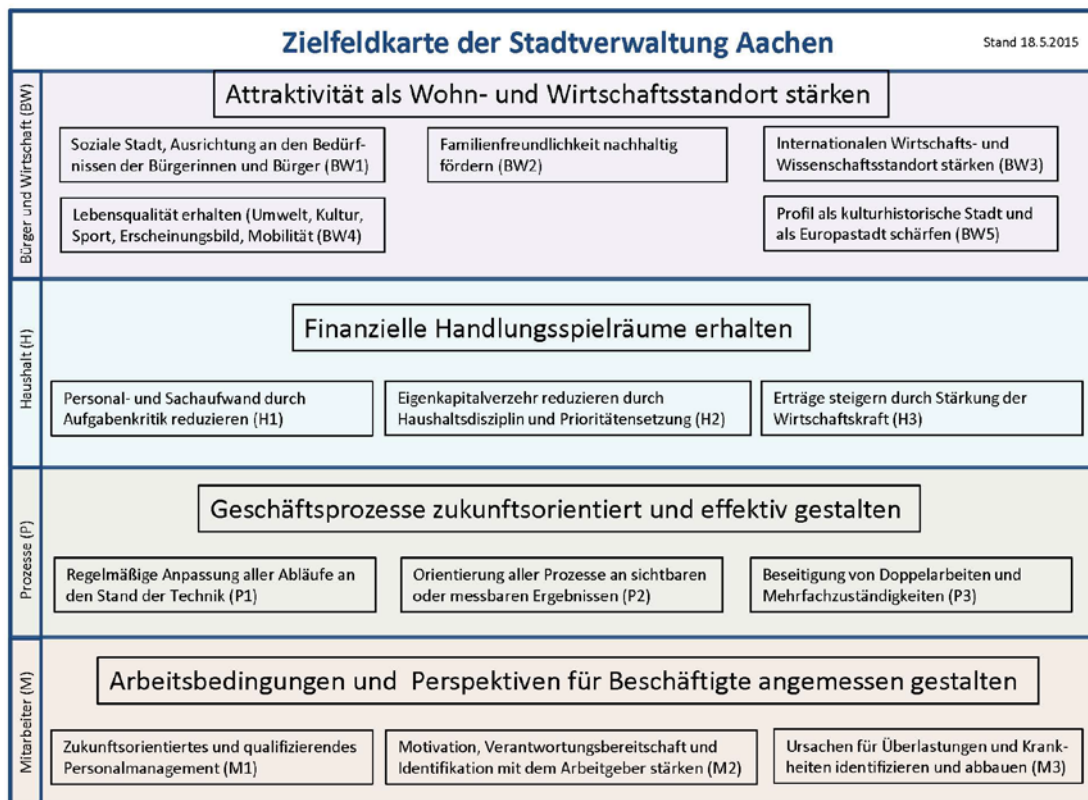 Zielfeldkarte der Stadtverwaltung Aachen
Stand 18.5.2015
Bürger und Wirtschaft (BW)
Attraktivität als Wohn- und Wirtschaftsstandort stärken
Soziale Stadt, Ausrichtung an den Bedürf-
nissen der Bürgerinnen und Bürger (BW1)
Familienfreundlichkeit nachhaltig
fördern (BW2)
Internationalen Wirtschafts- und
Wissenschaftsstandort stärken (BW3)
Lebensqualität erhalten (Umwelt, Kultur,
Sport, Erscheinungsbild, Mobilität (BW4)
Profil als kulturhistorische Stadt und
als Europastadt schärfen (BW5)
Haushalt (H)
Finanzielle Handlungsspielräume erhalten
Personal- und Sachaufwand durch
Aufgabenkritik reduzieren (H1)
Eigenkapitalverzehr reduzieren durch
Haushaltsdisziplin und Prioritätensetzung (H2)
Erträge steigern durch Stärkung der
Wirtschaftskraft (H3)
Prozesse (P)
Geschäftsprozesse zukunftsorientiert und effektiv gestalten
Regelmäßige Anpassung aller Abläufe an
den Stand der Technik (P1)
Orientierung aller Prozesse an sichtbaren
oder messbaren Ergebnissen (P2)
Beseitigung von Doppelarbeiten und
Mehrfachzuständigkeiten (P3)
Mitarbeiter (M)
Arbeitsbedingungen und Perspektiven für Beschäftigte angemessen gestalten
Zukunftsorientiertes und qualifizierendes
Personalmanagement (M1)
Motivation, Verantwortungsbereitschaft und
Identifikation mit dem Arbeitgeber stärken (M2)
Ursachen für Überlastungen und Krank-
heiten identifizieren und abbauen (M3)